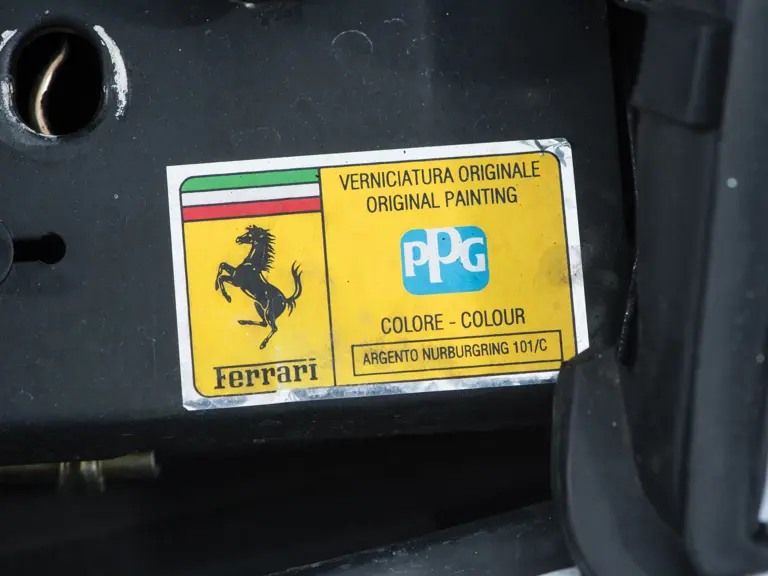 VERNICIATURA ORIGINALE
ORIGINAL PAINTING
PPG
COLORE - COLOUR
ARGENTO NURBURGRING 101/C
Ferrari